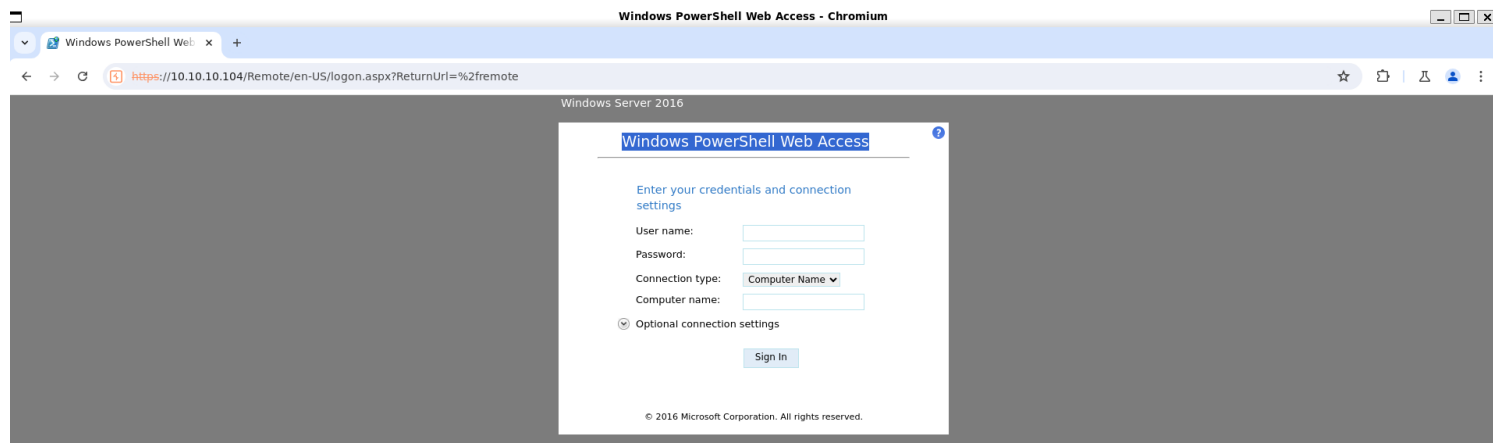 Windows PowerShell Web Access - Chromium
Windows PowerShell Web
https://10.10.10.104/Remote/en-US/logon.aspx?ReturnUrl=%2fremote
Windows Server 2016
Windows PowerShell Web Access
?
Enter your credentials and connection
settings
User name:
Password:
Connection type: Computer Name
Computer name:
Optional connection settings
Sign In
© 2016 Microsoft Corporation. All rights reserved.